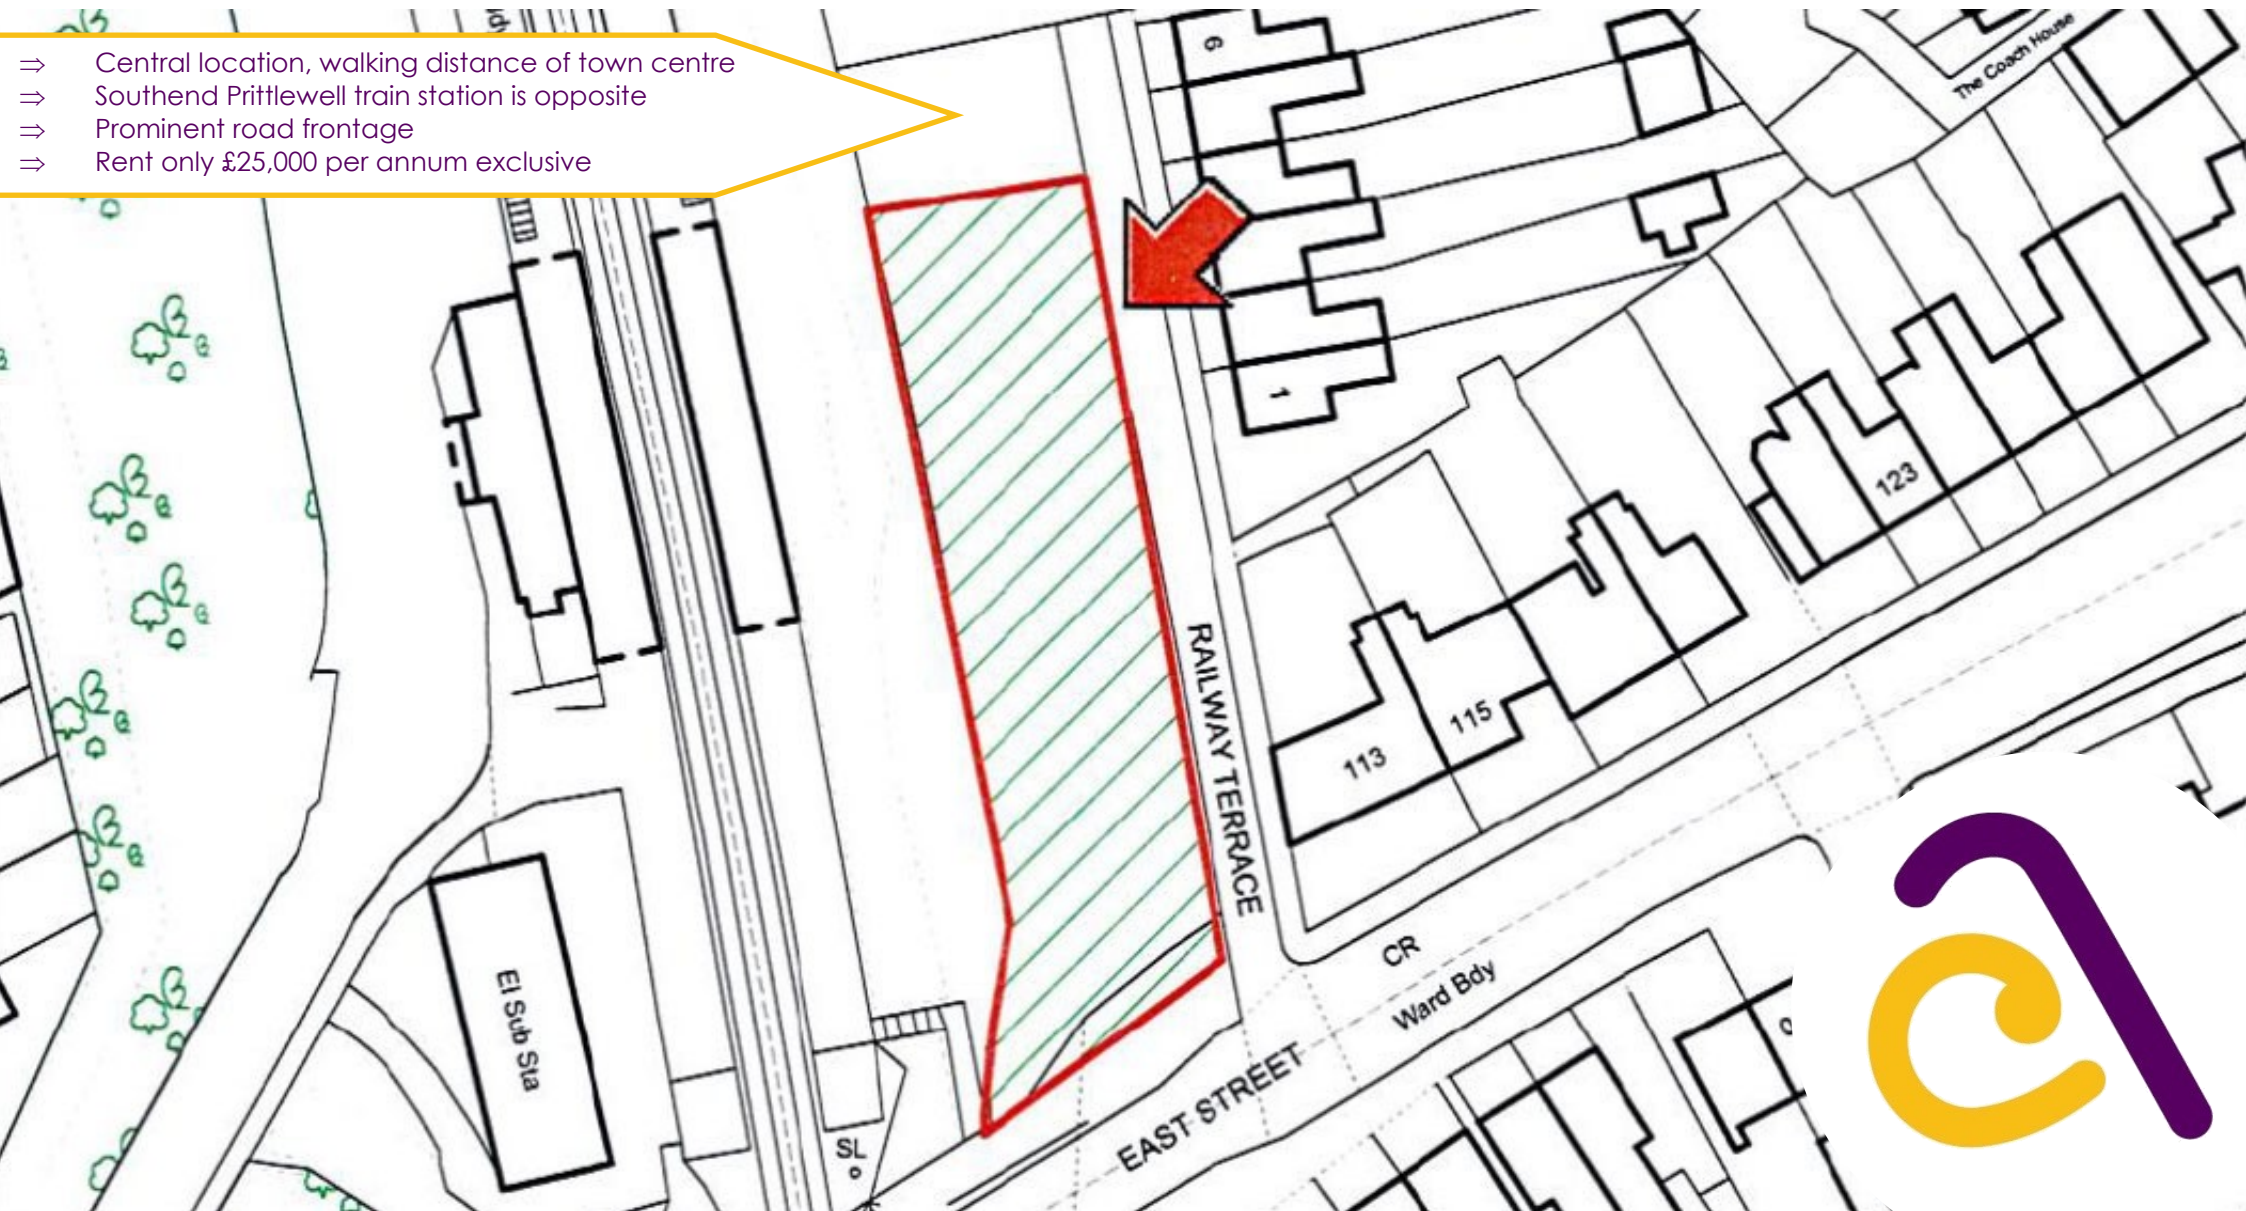 ⇒ Central location, walking distance of town centre
⇒ Southend Prittlewell train station is opposite
⇒ Prominent road frontage
⇒ Rent only £25,000 per annum exclusive
6
The Coach House
1
123
RAILWAY TERRACE
115
113
CR
Ward Bdy
El Sub Sta
EAST STREET
SL